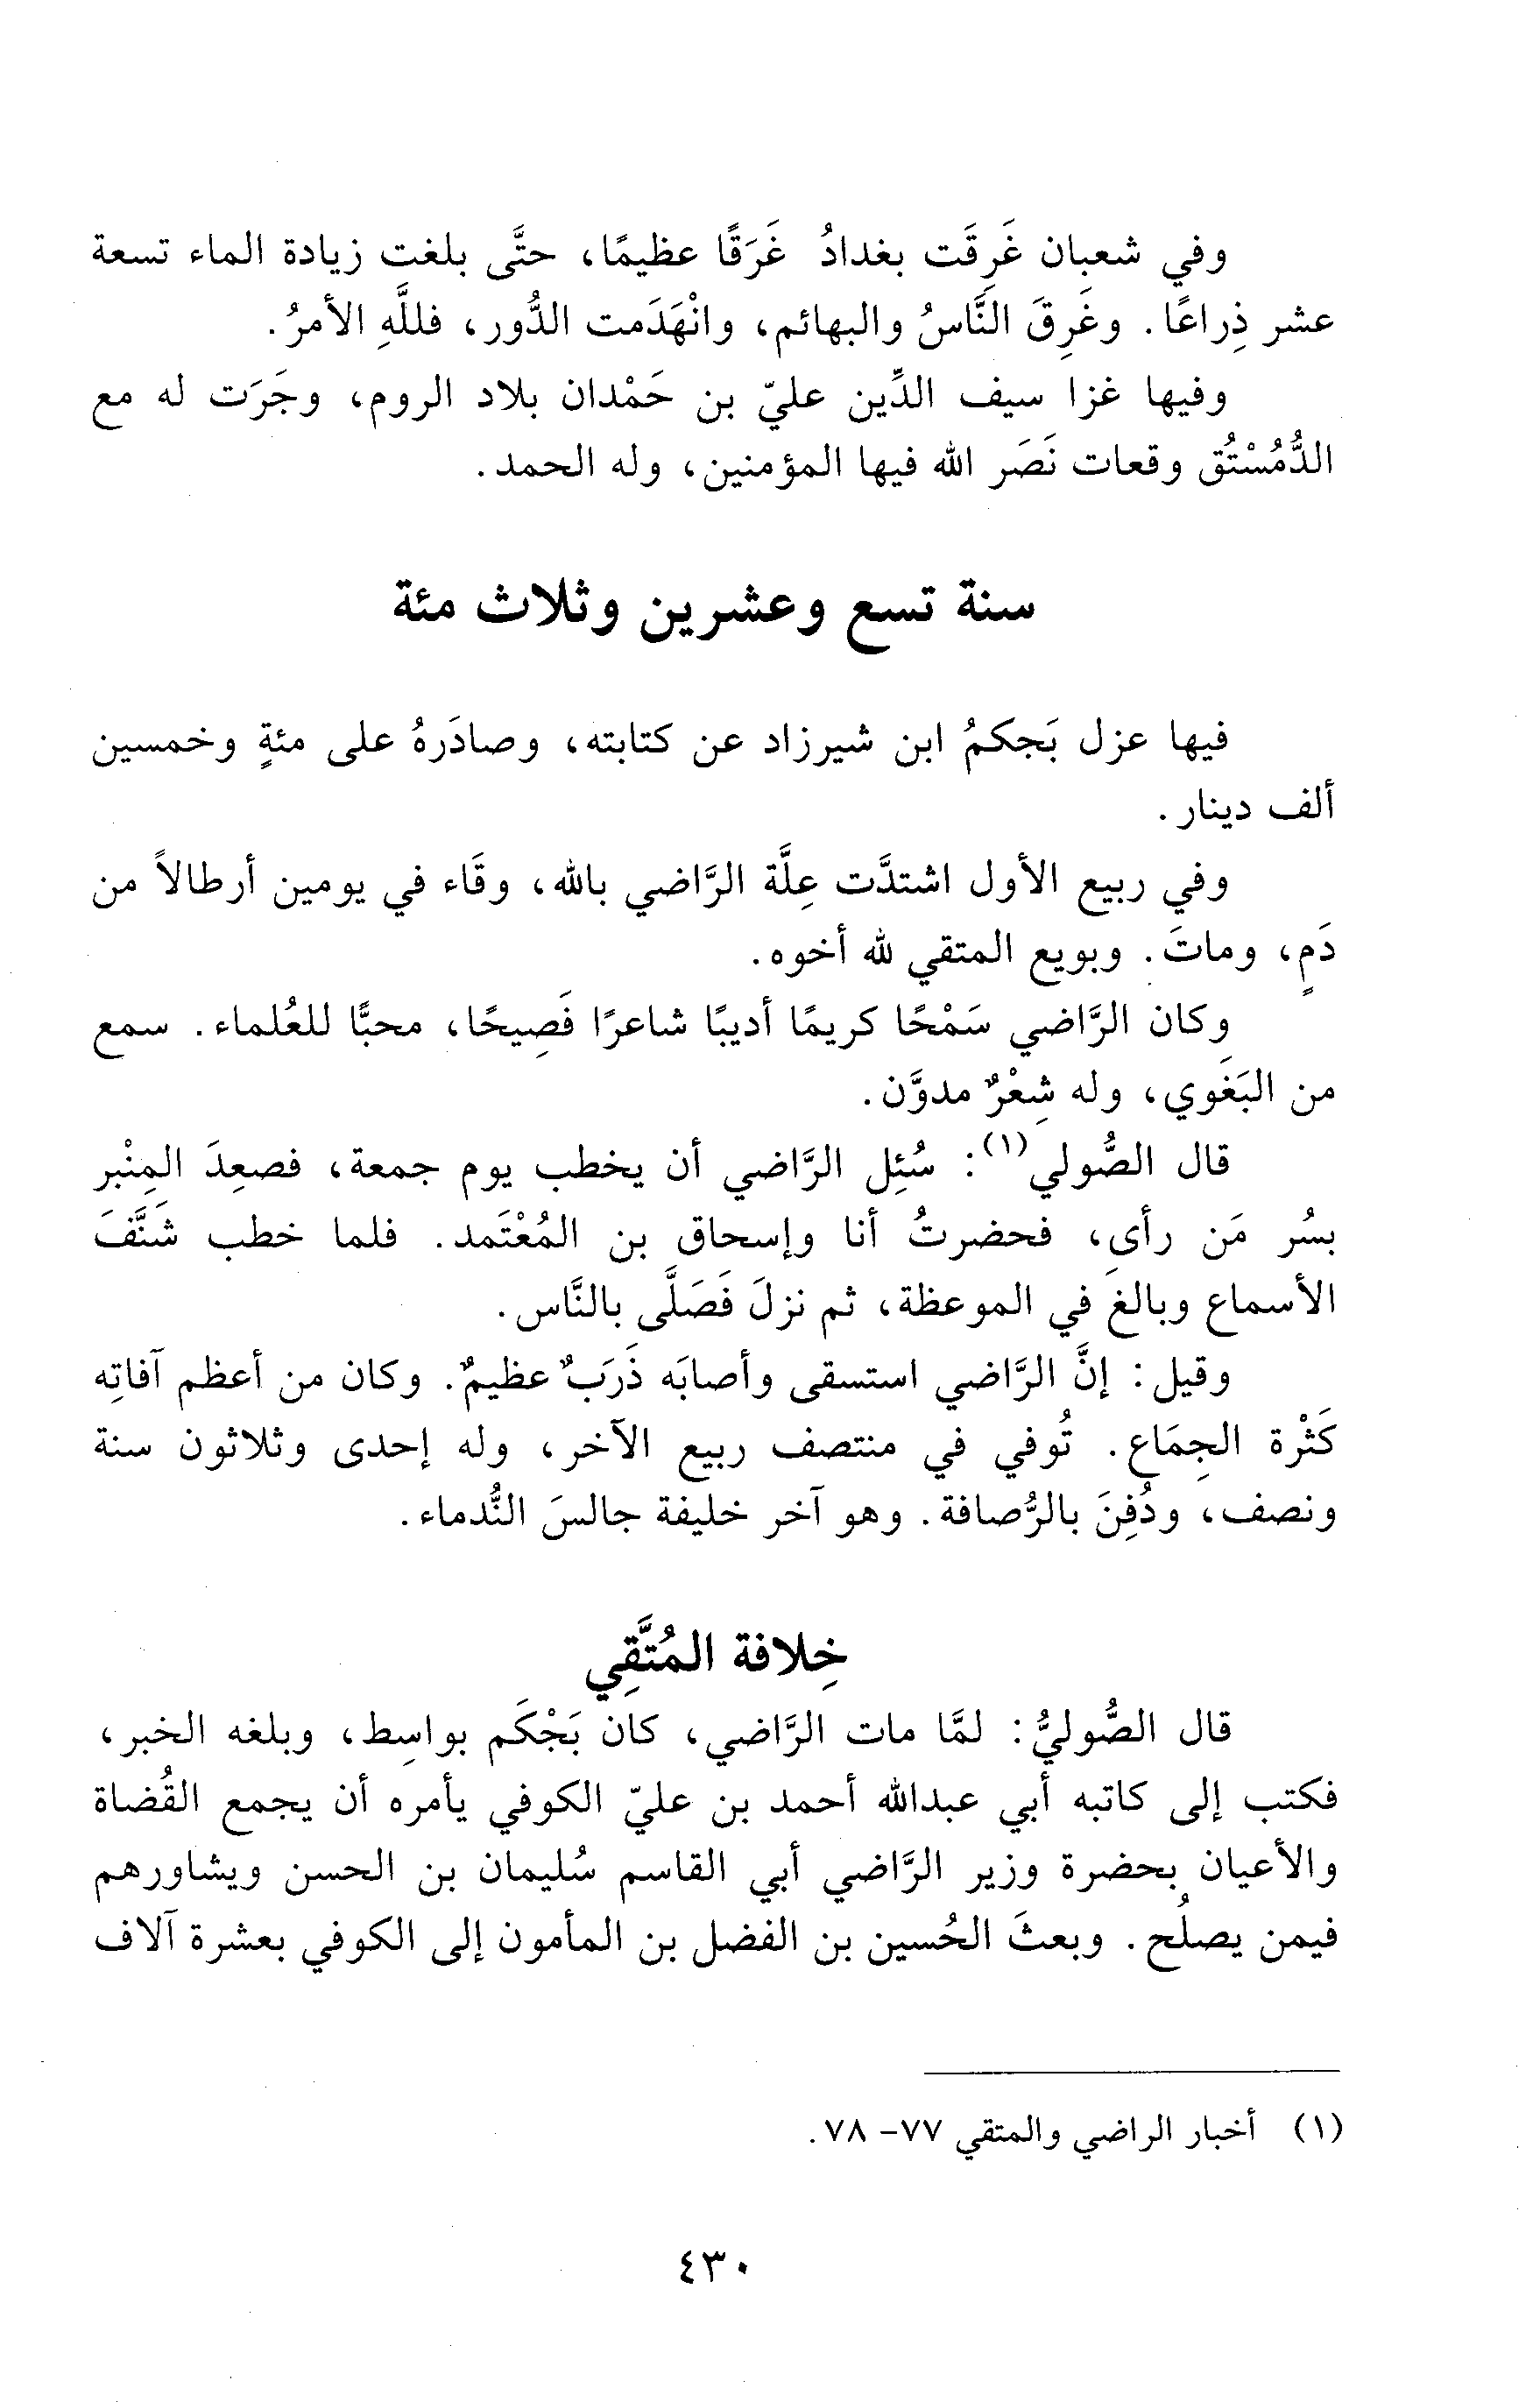 وفي شعبان غَرِقَت بغدادُ غَرَقًا عظيمًا، حتَّى بلغت زيادة الماء تسعة
عشر ذِراعًا. وغَرِقَ النَّاسُ والبهائم، وانْهَدَمت الدُّور، فللَّهِ الأمرُ.
وفيها غزا سيف الدِّين عليّ بن حَمْدان بلاد الروم، وجَرَت له مع
الدُّمُسْتُق وقعات نَصَر الله فيها المؤمنين، وله الحمد.
سنة تسع وعشرين وثلاث مئة
فيها عزل بَجكمُ ابن شيرزاد عن كتابته، وصادَرهُ على مئةٍ وخمسين
ألف دينار.
وفي ربيع الأول اشتدَّت عِلَّة الرَّاضي بالله، وقَاء في يومين أرطالاً من
دَمٍ، وماتَ. وبويع المتقي لله أخوه.
وكان الرَّاضي سَمْحًا كريمًا أديبًا شاعرًا فَصِيحًا، محبًّا للعُلماء. سمع
من البَغَوي، وله شِعْرٌ مدوَّن.
قال الصُّولي(١): سُئِل الرَّاضي أن يخطب يوم جمعة، فصعِدَ المِنْبر
بسُر مَن رأى، فحضرتُ أنا وإسحاق بن المُعْتَمد. فلما خطب شَنَّفَ
الأسماع وبالغَ في الموعظة، ثم نزلَ فَصَلَّى بالنَّاس.
وقيل: إنَّ الرَّاضي استسقى وأصابَه ذَرَبٌ عظيمٌ. وكان من أعظم آفاتِه
كَثْرة الجِمَاع. تُوفي في منتصف ربيع الآخر، وله إحدى وثلاثون سنة
ونصف، ودُفِنَ بالرُّصافة. وهو آخر خليفة جالسَ النُّدماء.
خِلافة المُتَّقِي
قال الصُّوليُّ: لمَّا مات الرَّاضي، كان بَجْكَم بواسِط، وبلغه الخبر،
فكتب إلى كاتبه أبي عبدالله أحمد بن عليّ الكوفي يأمره أن يجمع القُضاة
والأعيان بحضرة وزير الرَّاضي أبي القاسم سُليمان بن الحسن ويشاورهم
فيمن يصلُح. وبعثَ الحُسين بن الفضل بن المأمون إلى الكوفي بعشرة آلاف
(١) أخبار الراضي والمتقي ٧٧- ٧٨.
٤٣٠